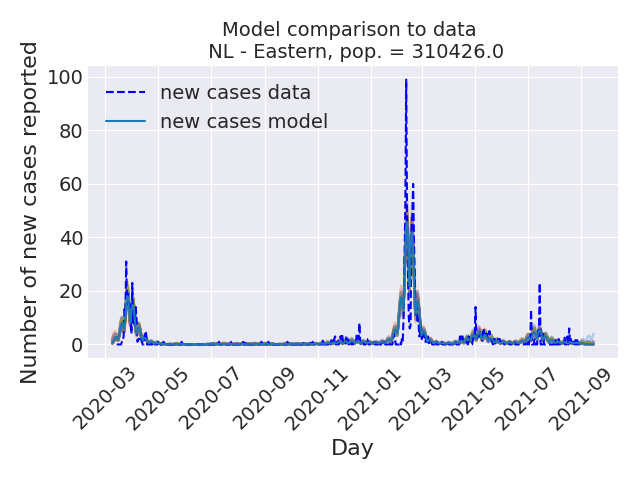 Model comparison to data
NL - Eastern, pop. = 310426.0
Number of new cases reported
100
80
60
40
20
0
new cases data
new cases model
2020-03
2020-05
2020-07
2020-09
2020-11
2021-01
2021-03
2021-05
2021-07
2021-09
Day